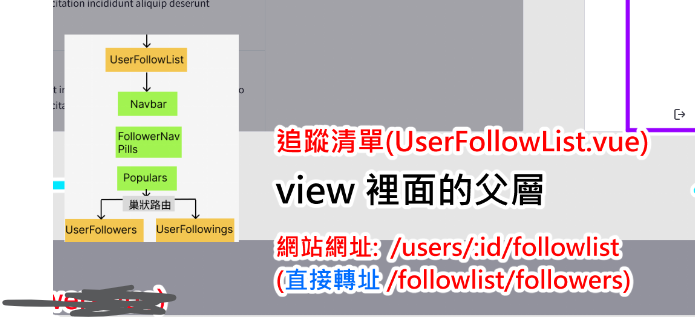 citation incididunt aliquip deserunt
UserFollowList
Navbar
FollowerNav
Pills
Populars
巢狀路由
UserFollowers
UserFollowings
追蹤清單(UserFollowList.vue)
view 裡面的父層
網站網址: /users/:id/followlist
(直接轉址 /followlist/followers)